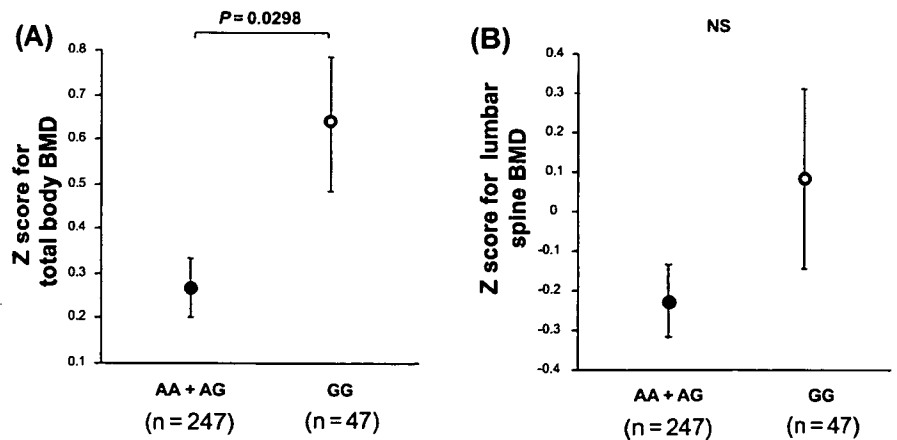 (A)
P = 0.0298
Z score for
total body BMD
0.8
0.7
0.6
0.5
0.4
0.3
0.2
0.1
AA + AG
GG
(n = 247)
(n = 47)
(B)
NS
Z score for lumbar
spine BMD
0.4
0.3
0.2
0.1
0
-0.1
-0.2
-0.3
-0.4
AA + AG
GG
(n = 247)
(n = 47)